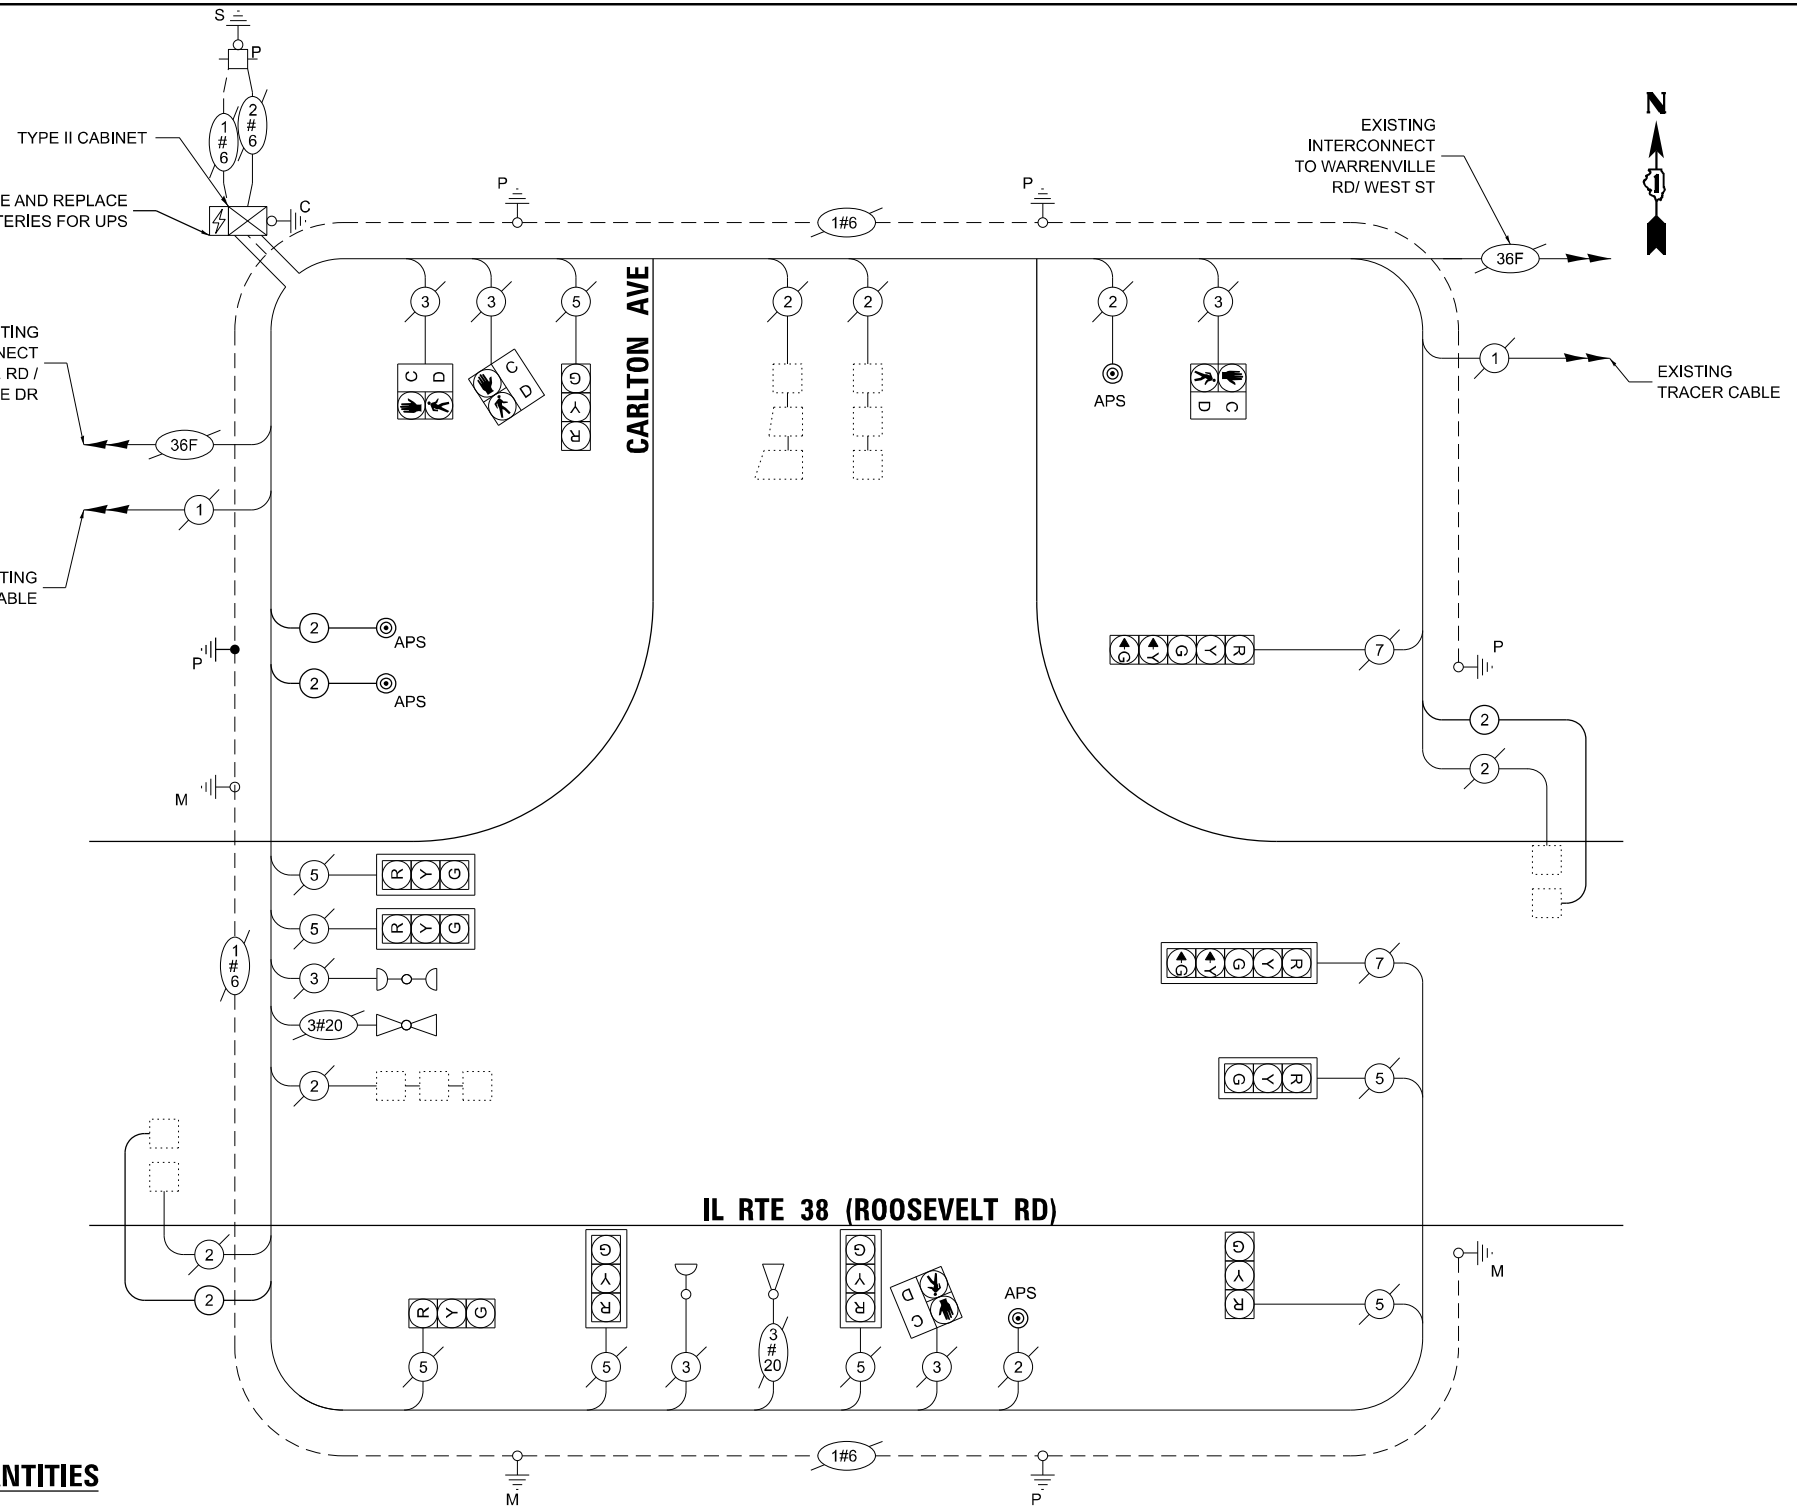 S
P
1
#
6
2
#
6
TYPE II CABINET
E AND REPLACE
TERIES FOR UPS
C
P
1#6
P
EXISTING
INTERCONNECT
TO WARRENVILLE
RD/ WEST ST
N
1
36F
3
3
5
2
2
2
3
CARLTON AVE
C D
C D
G Y R
APS
D C
TING
NECT
RD /
E DR
36F
1
EXISTING
TRACER CABLE
1
TING
ABLE
2
APS
2
APS
P
M
G Y G Y R
7
P
2
2
5
R Y G
5
R Y G
3
3#20
2
1
#
6
G Y G Y R
7
G Y R
5
IL RTE 38 (ROOSEVELT RD)
2
2
R Y G
5
G Y R
5
3
3
#
20
G Y R
5
D C
3
APS
2
G Y R
5
M
M
1#6
P
ANTITIES